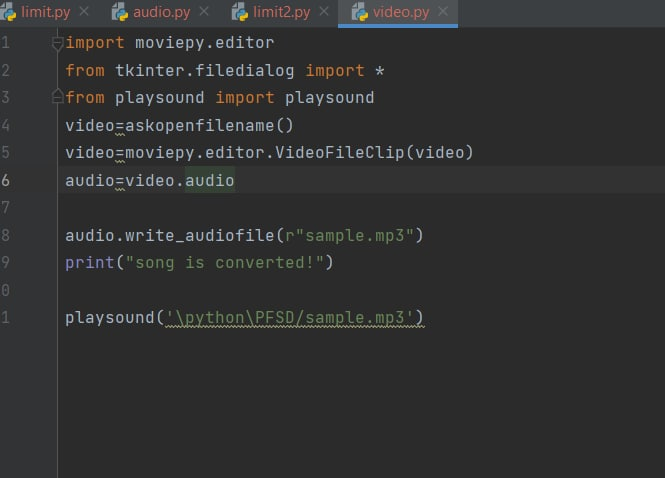 limit.py audio.py limit2.py video.py
1 import moviepy.editor
2 from tkinter.filedialog import *
3 from playsound import playsound
4 video=askopenfilename()
5 video=moviepy.editor.VideoFileClip(video)
6 audio=video.audio
7
8 audio.write_audiofile(r"sample.mp3")
9 print("song is converted!")
0
1 playsound('\python\PFSD/sample.mp3')